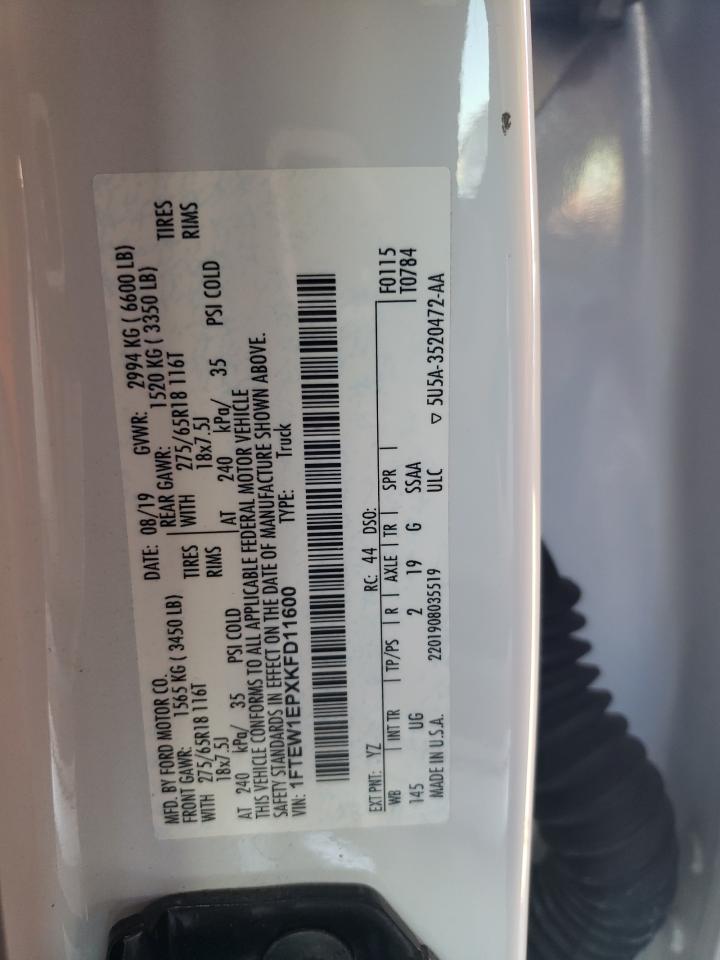 MFD. BY FORD MOTOR CO.
DATE: 08/19 GVWR: 2994 KG ( 6600 LB)
FRONT GAWR: 1565 KG ( 3450 LB) REAR GAWR: 1520 KG ( 3350 LB)
WITH 275/65R18 116T TIRES WITH 275/65R18 116T TIRES
18x7.5J RIMS 18x7.5J RIMS
AT 240 kPa/ 35 PSI COLD AT 240 kPa/ 35 PSI COLD
THIS VEHICLE CONFORMS TO ALL APPLICABLE FEDERAL MOTOR VEHICLE
SAFETY STANDARDS IN EFFECT ON THE DATE OF MANUFACTURE SHOWN ABOVE.
VIN: 1FTEW1EPXKFD11600 TYPE: Truck
EXT PNT: YZ RC: 44 DSO: F0115
WB INT TR TP/PS R AXLE TR SPR T0784
145 UG 2 19 G SSAA
MADE IN U.S.A. 2201908035519 ULC ▽ 5U5A-3520472-AA